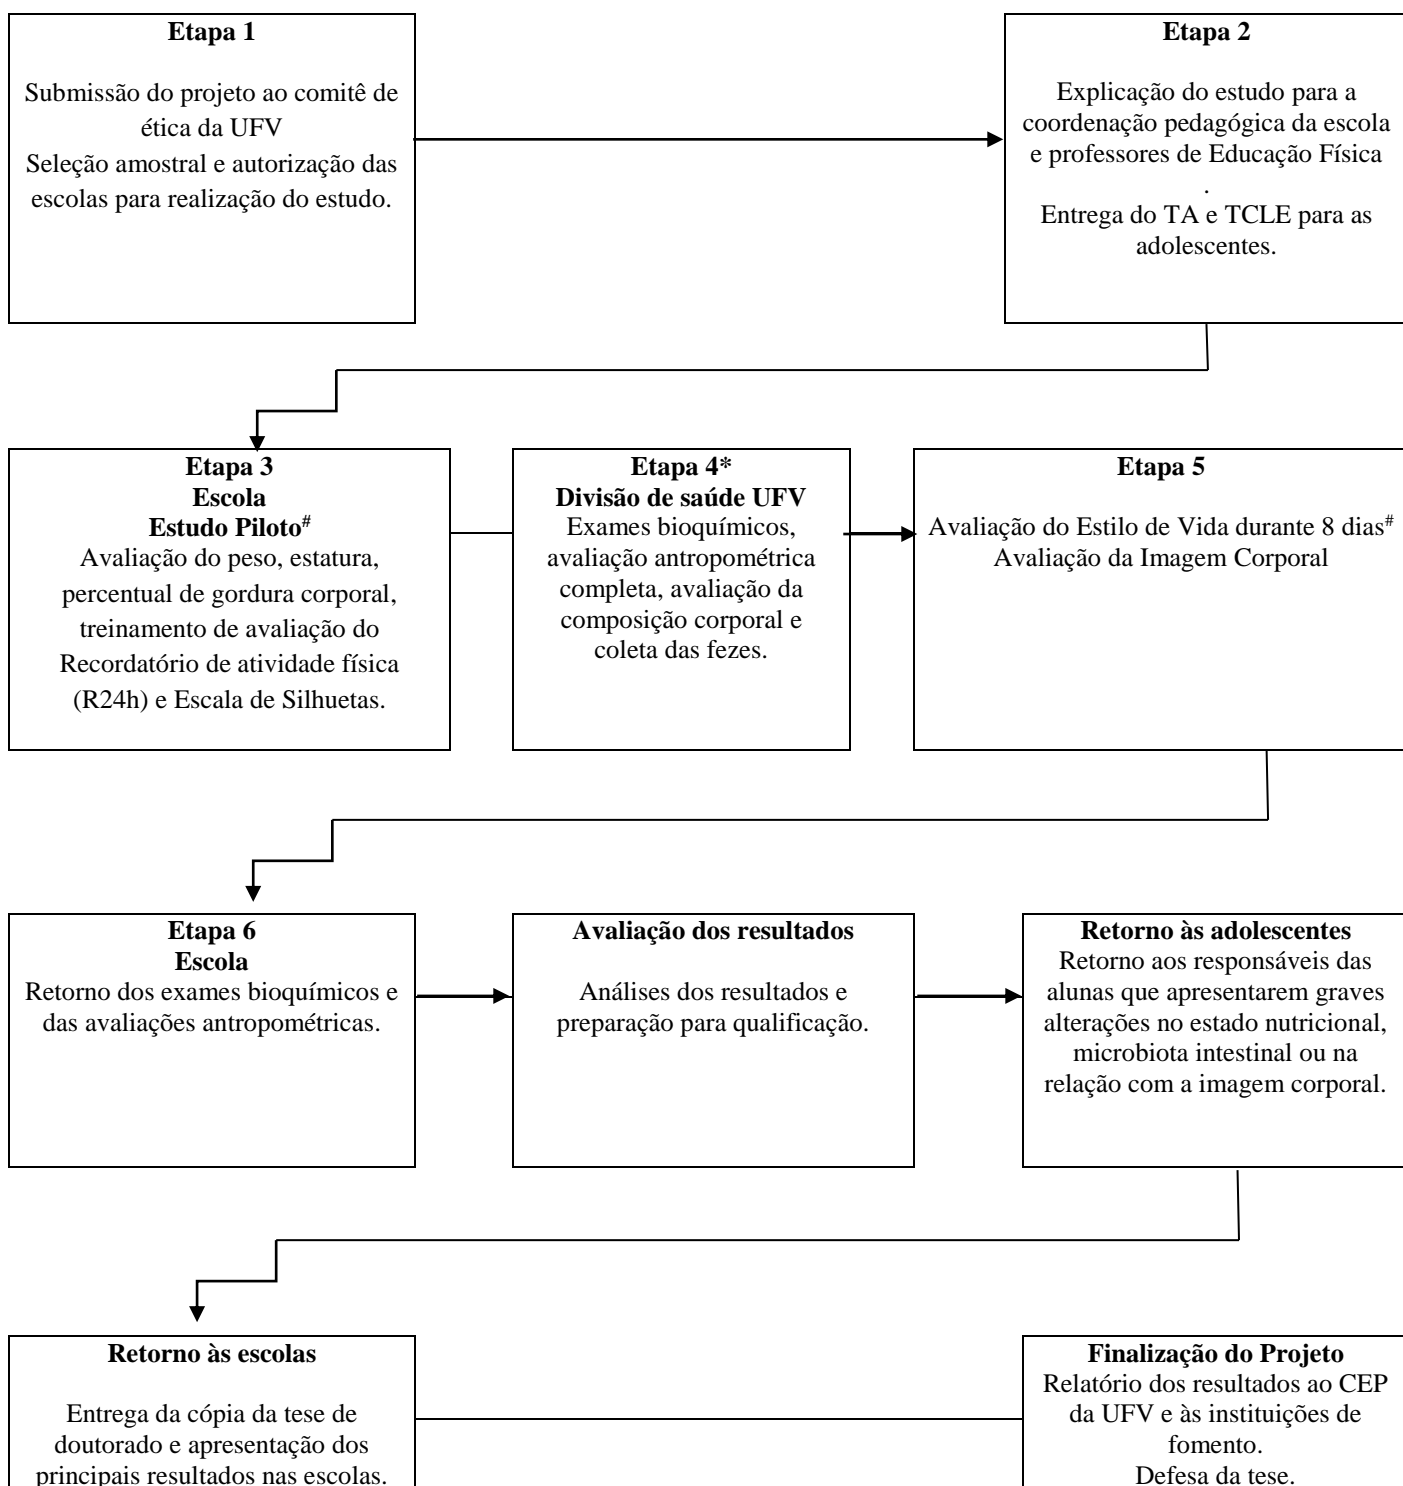 Etapa 1
Submissão do projeto ao comitê de
ética da UFV
Seleção amostral e autorização das
escolas para realização do estudo.
Etapa 2
Explicação do estudo para a
coordenação pedagógica da escola
e professores de Educação Física
.
Entrega do TA e TCLE para as
adolescentes.
Etapa 3
Escola
Estudo Piloto#
Avaliação do peso, estatura,
percentual de gordura corporal,
treinamento de avaliação do
Recordatório de atividade física
(R24h) e Escala de Silhuetas.
Etapa 4*
Divisão de saúde UFV
Exames bioquímicos,
avaliação antropométrica
completa, avaliação da
composição corporal e
coleta das fezes.
Etapa 5
Avaliação do Estilo de Vida durante 8 dias#
Avaliação da Imagem Corporal
Etapa 6
Escola
Retorno dos exames bioquímicos e
das avaliações antropométricas.
Avaliação dos resultados
Análises dos resultados e
preparação para qualificação.
Retorno às adolescentes
Retorno aos responsáveis das
alunas que apresentarem graves
alterações no estado nutricional,
microbiota intestinal ou na
relação com a imagem corporal.
Retorno às escolas
Entrega da cópia da tese de
doutorado e apresentação dos
principais resultados nas escolas.
Finalização do Projeto
Relatório dos resultados ao CEP
da UFV e às instituições de
fomento.
Defesa da tese.